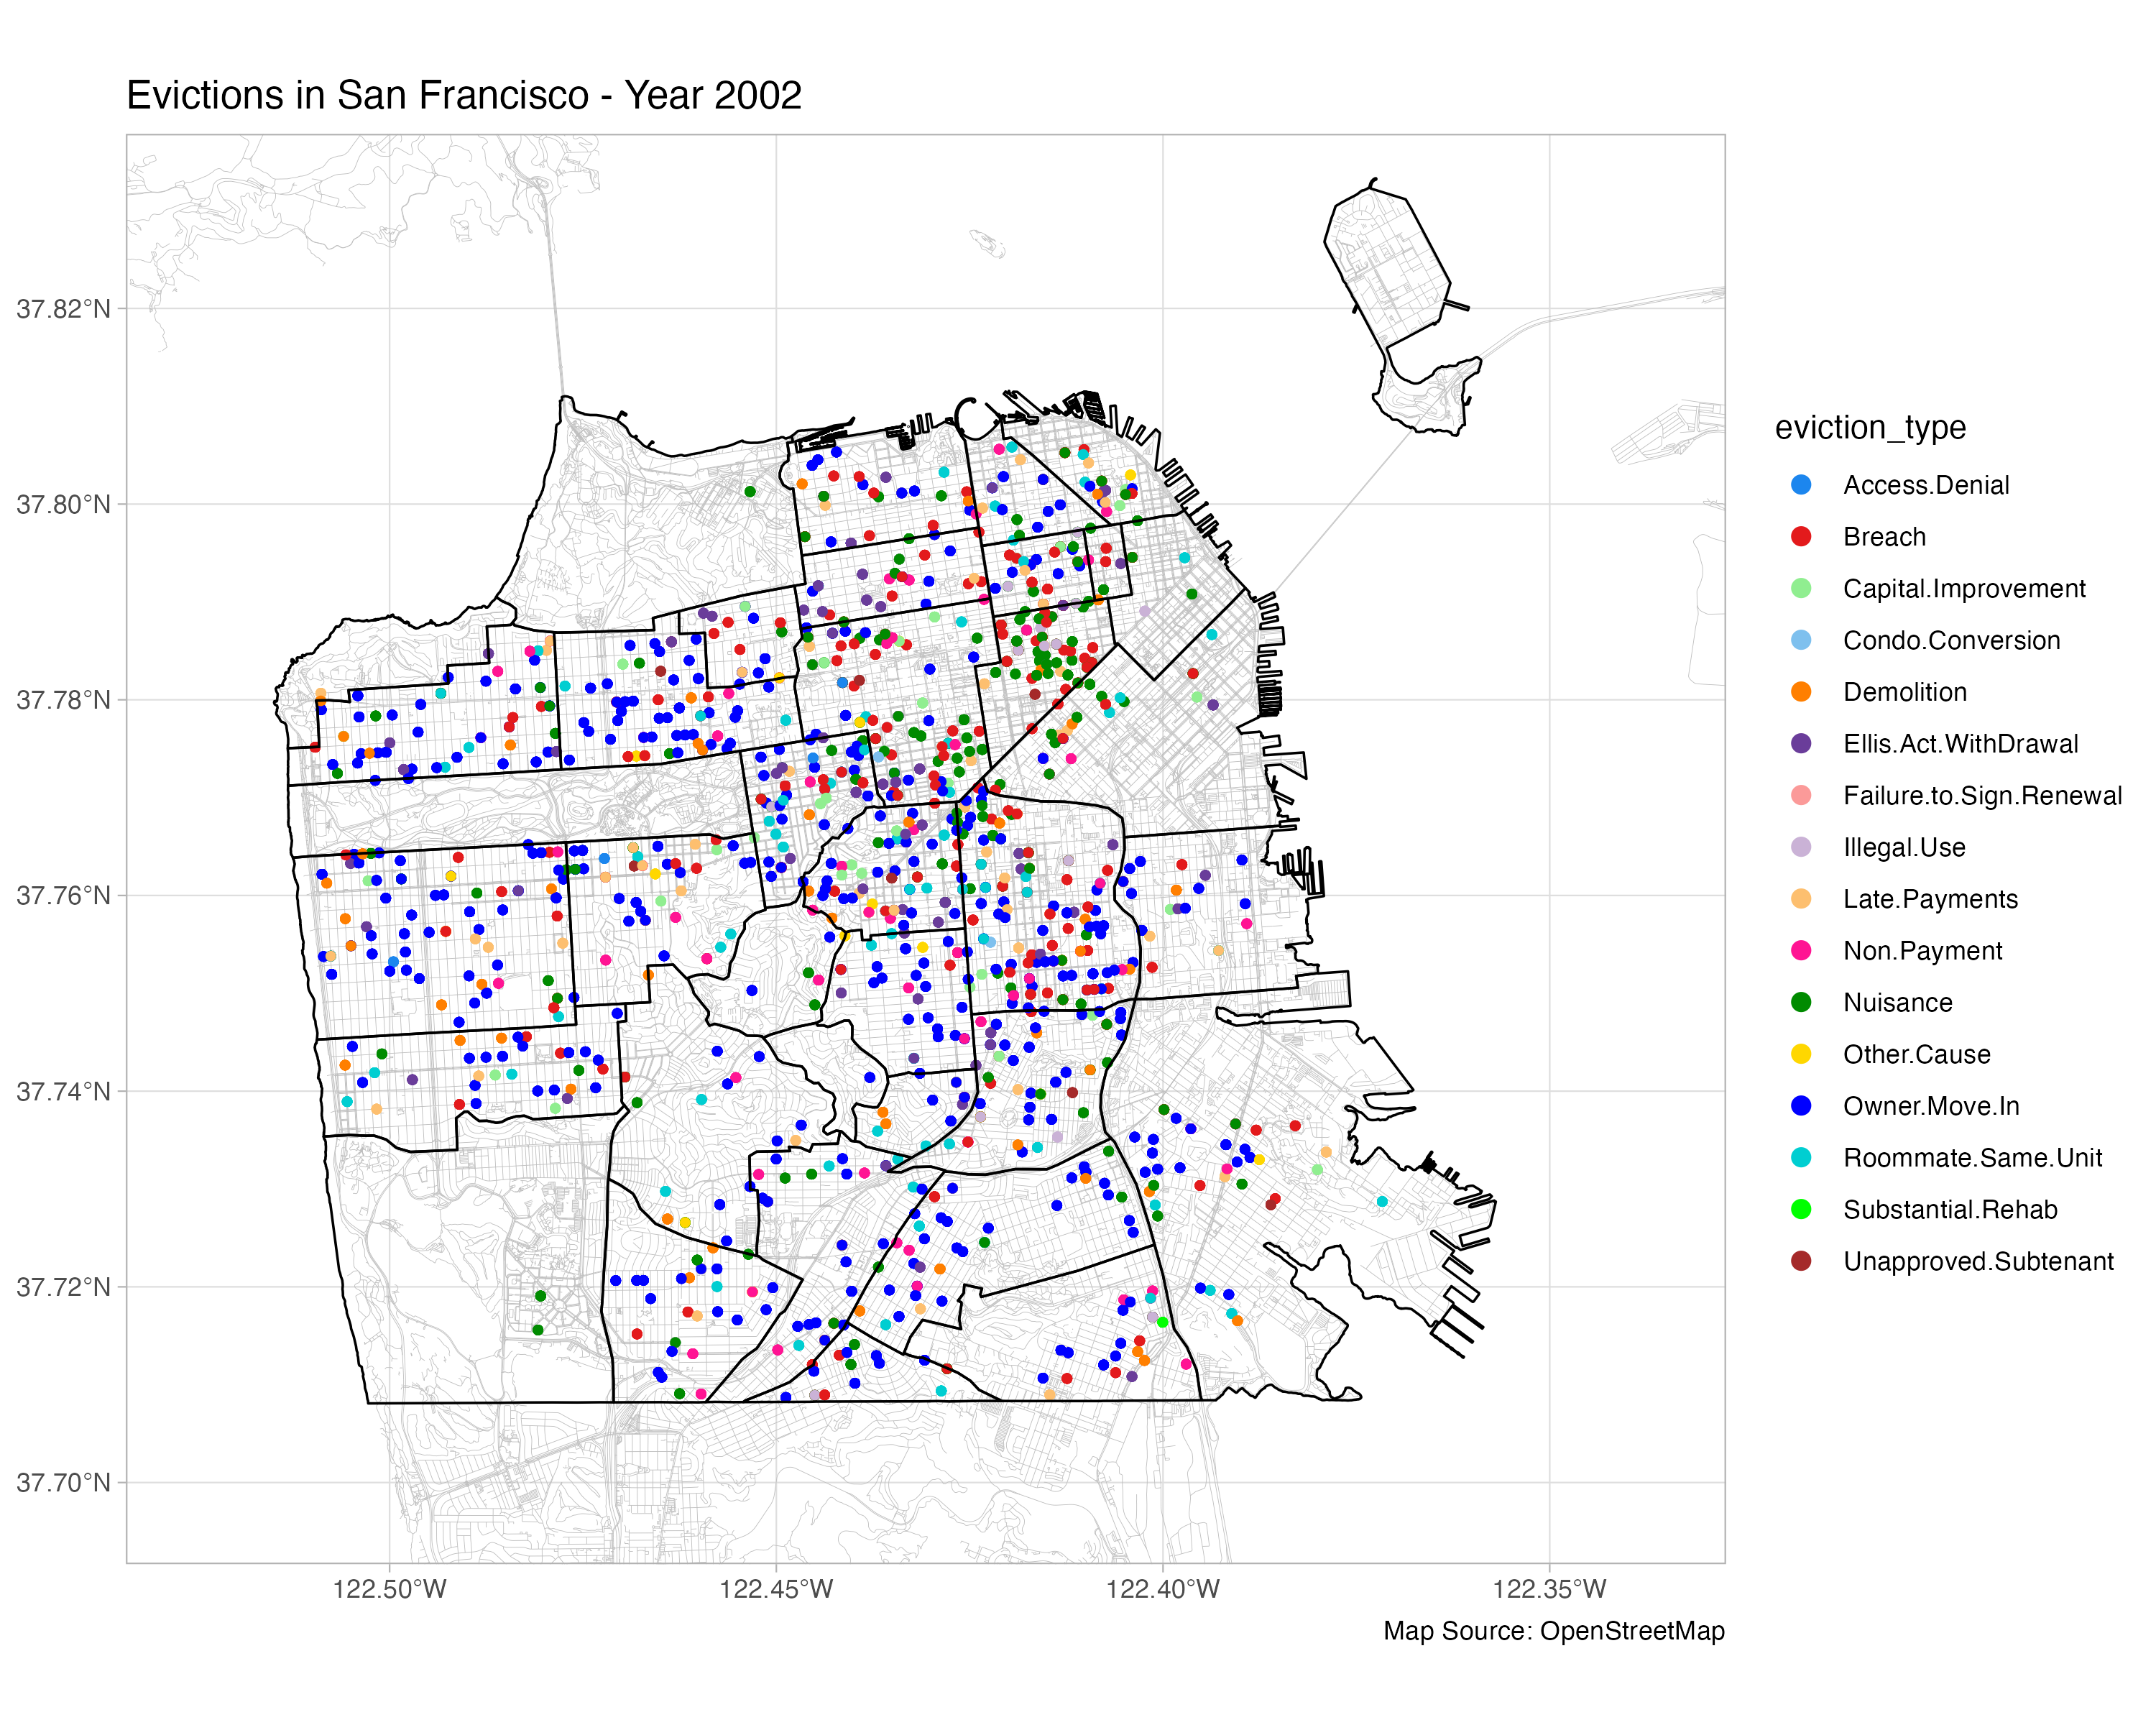 Evictions in San Francisco - Year 2002
37.82°N
37.80°N
37.78°N
37.76°N
37.74°N
37.72°N
37.70°N
122.50°W
122.45°W
122.40°W
122.35°W
Map Source: OpenStreetMap
eviction_type
Access.Denial
Breach
Capital.Improvement
Condo.Conversion
Demolition
Ellis.Act.WithDrawal
Failure.to.Sign.Renewal
Illegal.Use
Late.Payments
Non.Payment
Nuisance
Other.Cause
Owner.Move.In
Roommate.Same.Unit
Substantial.Rehab
Unapproved.Subtenant